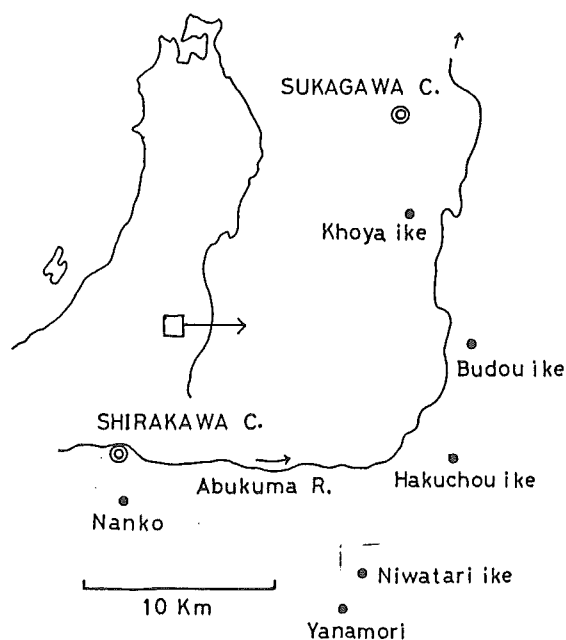 SUKAGAWA C.
Khoya ike
Budou ike
SHIRAKAWA C.
Abukuma R.
Hakuchou ike
Nanko
Niwatari ike
10 Km
Yanamori